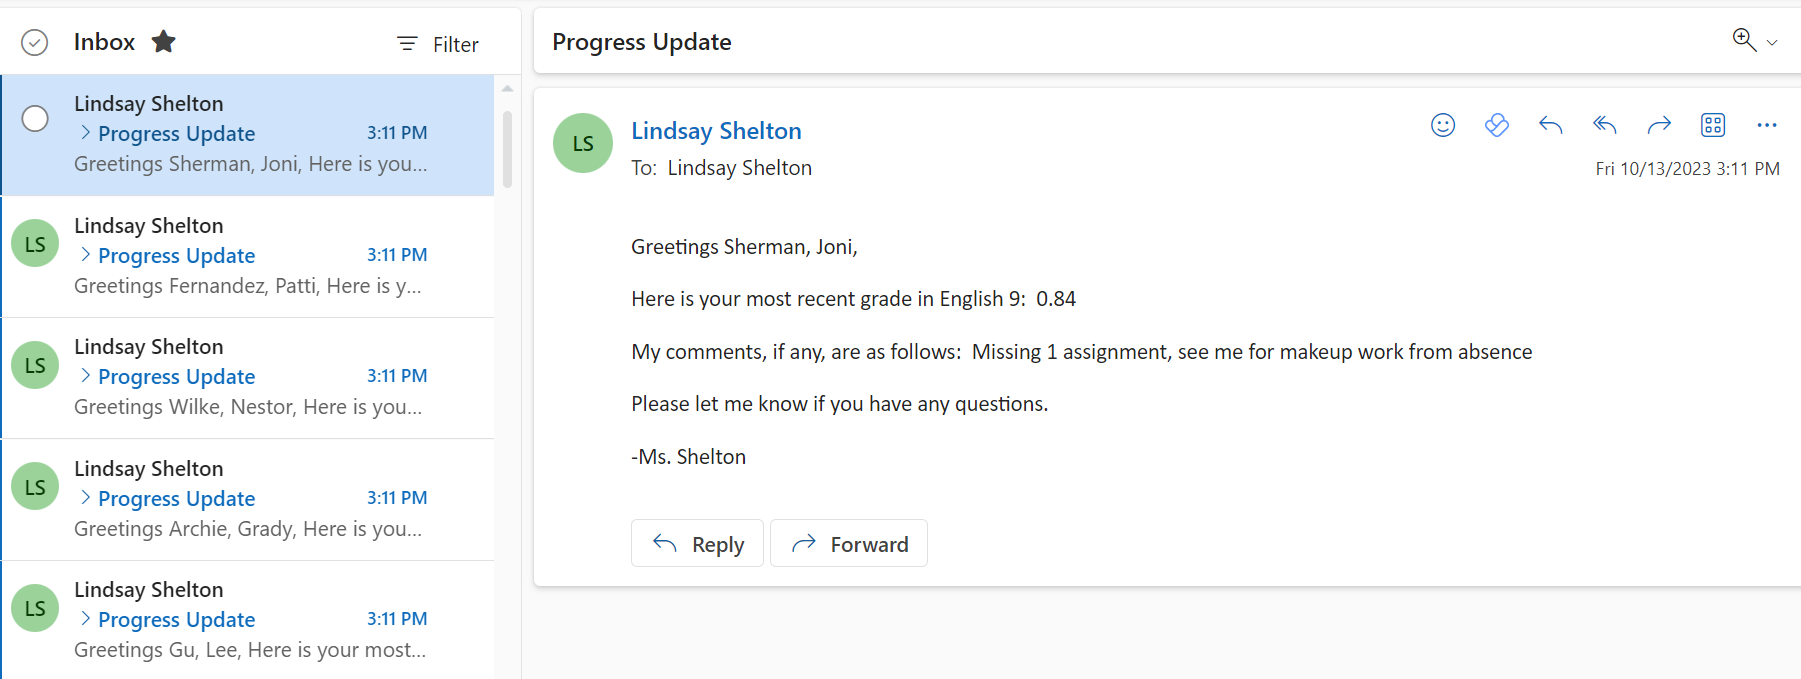 Inbox
Filter
Lindsay Shelton
Progress Update 3:11 PM
Greetings Sherman, Joni, Here is you...
LS
Lindsay Shelton
Progress Update 3:11 PM
Greetings Fernandez, Patti, Here is y...
LS
Lindsay Shelton
Progress Update 3:11 PM
Greetings Wilke, Nestor, Here is you...
LS
Lindsay Shelton
Progress Update 3:11 PM
Greetings Archie, Grady, Here is you...
LS
Lindsay Shelton
Progress Update 3:11 PM
Greetings Gu, Lee, Here is your most...
Progress Update
LS
Lindsay Shelton
To: Lindsay Shelton
Fri 10/13/2023 3:11 PM
Greetings Sherman, Joni,
Here is your most recent grade in English 9: 0.84
My comments, if any, are as follows: Missing 1 assignment, see me for makeup work from absence
Please let me know if you have any questions.
-Ms. Shelton
Reply
Forward